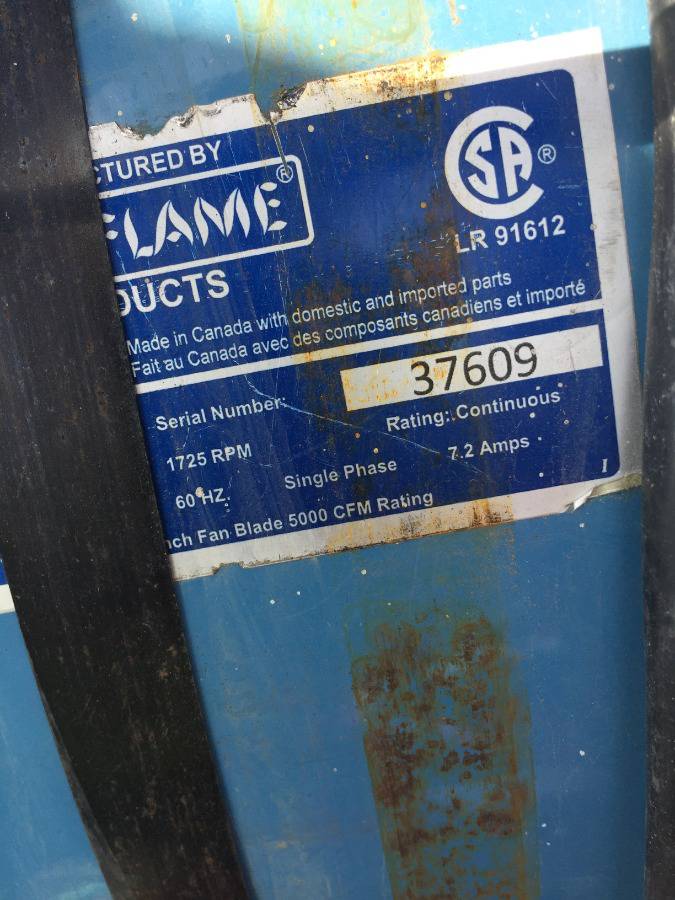 TURED BY
FLAME®
DUCTS
CSA®
LR 91612
Made in Canada with domestic and imported parts
Fait au Canada avec des composants canadiens et importé
Serial Number: 37609
1725 RPM Rating: Continuous
60 HZ. Single Phase 7.2 Amps
nch Fan Blade 5000 CFM Rating
I